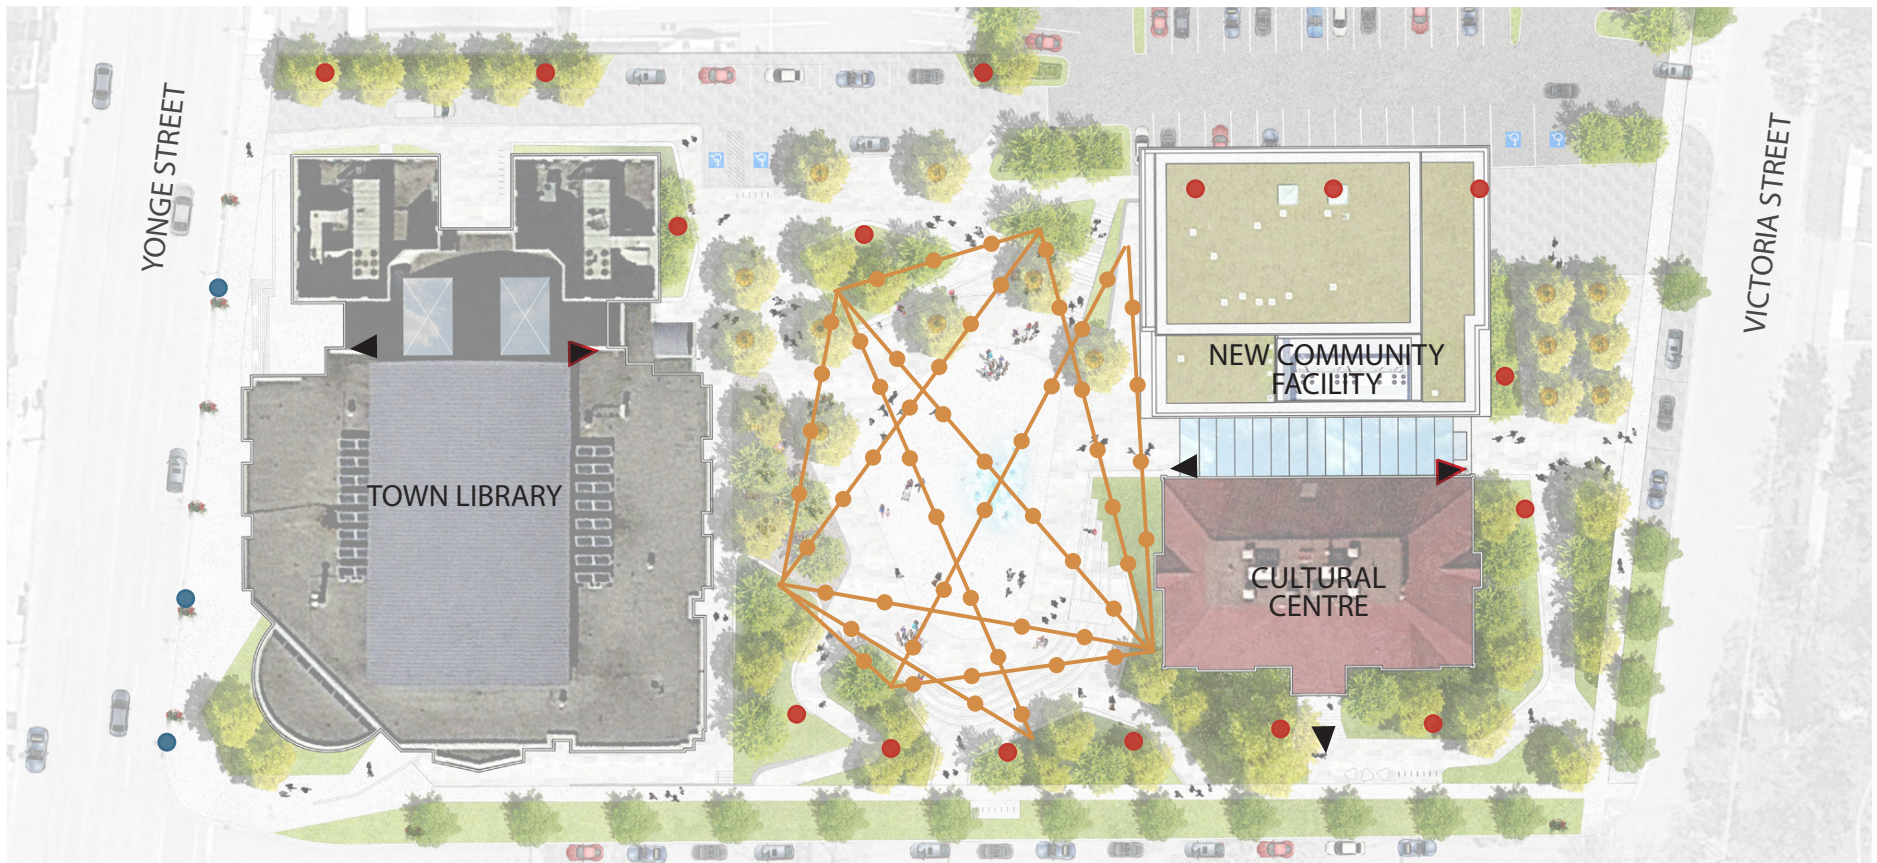 YONGE STREET
VICTORIA STREET
NEW COMMUNITY
FACILITY
TOWN LIBRARY
CULTURAL
CENTRE